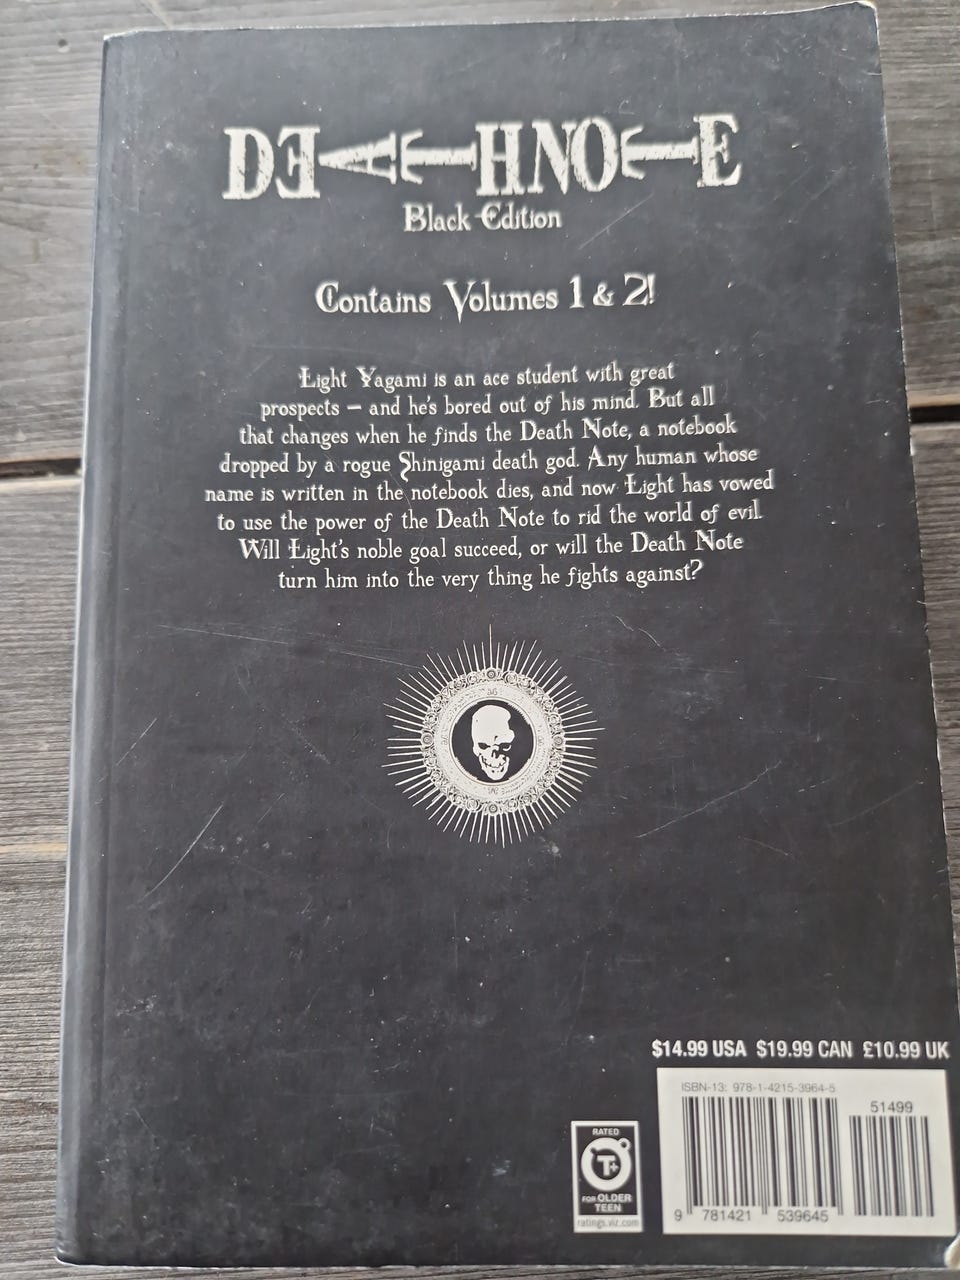 DEATH NOTE
Black Edition
Contains Volumes 1 & 2!
Light Yagami is an ace student with great
prospects – and he's bored out of his mind. But all
that changes when he finds the Death Note, a notebook
dropped by a rogue Shinigami death god. Any human whose
name is written in the notebook dies, and now Light has vowed
to use the power of the Death Note to rid the world of evil.
Will Light's noble goal succeed, or will the Death Note
turn him into the very thing he fights against?
$14.99 USA $19.99 CAN £10.99 UK
ISBN-13: 978-1-4215-3964-5
51499
9 781421 539645
RATED
T+
FOR OLDER
TEEN
ratings.viz.com